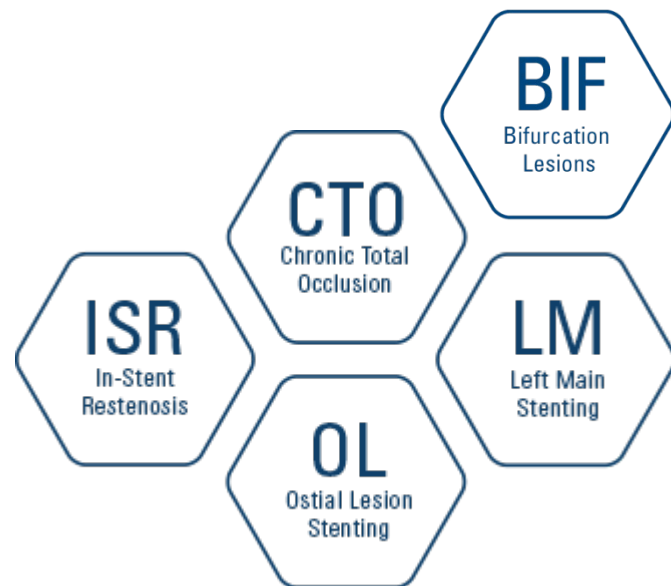 BIF
Bifurcation
Lesions
CTO
Chronic Total
Occlusion
ISR
In-Stent
Restenosis
LM
Left Main
Stenting
OL
Ostial Lesion
Stenting